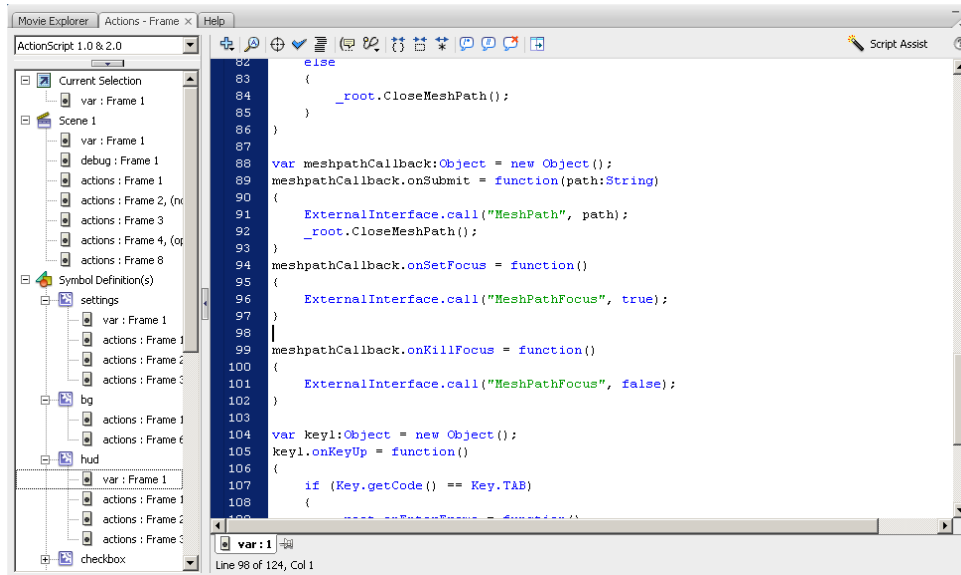 Movie Explorer Actions - Frame × Help
ActionScript 1.0 & 2.0
Script Assist
Current Selection
var : Frame 1
Scene 1
var : Frame 1
debug : Frame 1
actions : Frame 1
actions : Frame 2, (no
actions : Frame 3
actions : Frame 4, (op
actions : Frame 8
Symbol Definition(s)
settings
var : Frame 1
actions : Frame 1
actions : Frame 2
actions : Frame 3
bg
actions : Frame 1
actions : Frame 6
hud
var : Frame 1
actions : Frame 1
actions : Frame 2
actions : Frame 3
checkbox
82 else
83 {
84 _root.CloseMeshPath();
85 }
86 }
87
88 var meshpathCallback:Object = new Object();
89 meshpathCallback.onSubmit = function(path:String)
90 {
91 ExternalInterface.call("MeshPath", path);
92 _root.CloseMeshPath();
93 }
94 meshpathCallback.onSetFocus = function()
95 {
96 ExternalInterface.call("MeshPathFocus", true);
97 }
98
99 meshpathCallback.onKillFocus = function()
100 {
101 ExternalInterface.call("MeshPathFocus", false);
102 }
103
104 var key1:Object = new Object();
105 key1.onKeyUp = function()
106 {
107 if (Key.getCode() == Key.TAB)
108 {
var : 1
Line 98 of 124, Col 1